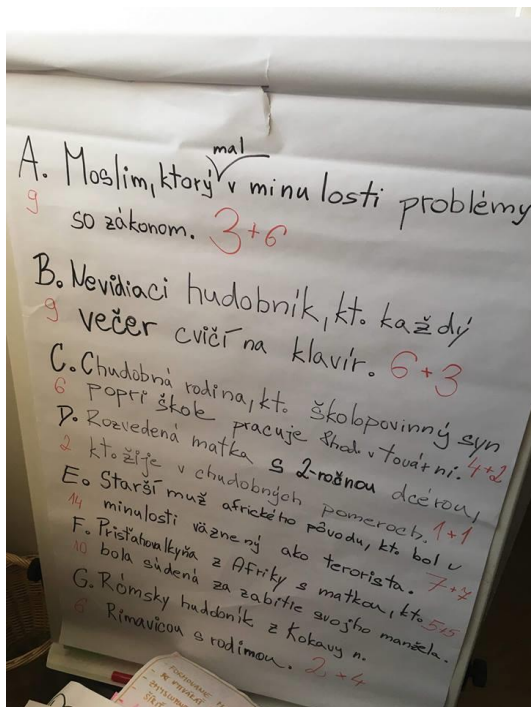 mal
A. Moslim, ktorý v minulosti problémy
9 so zákonom. 3+6
B. Nevidiaci hudobník, kt. každý
9 večer cvičí na klavír. 6+3
C. Chudobná rodina, kt. školopovinný syn
6 popri škole pracuje 8hod v továrni. 4+2
D. Rozvedená matka s 2-ročnou dcérou,
2 kt. žije v chudobných pomeroch. 1+1
E. Starší muž afrického pôvodu, kt. bol v
14 minulosti väznený ako terorista. 7+7
F. Prisťahovalkyňa z Afriky s matkou, kt.
10 bola súdená za zabitie svojho manžela. 5+5
G. Rómsky hudobník z Kokavy n.
6 Rimavicou s rodinou. 2+4